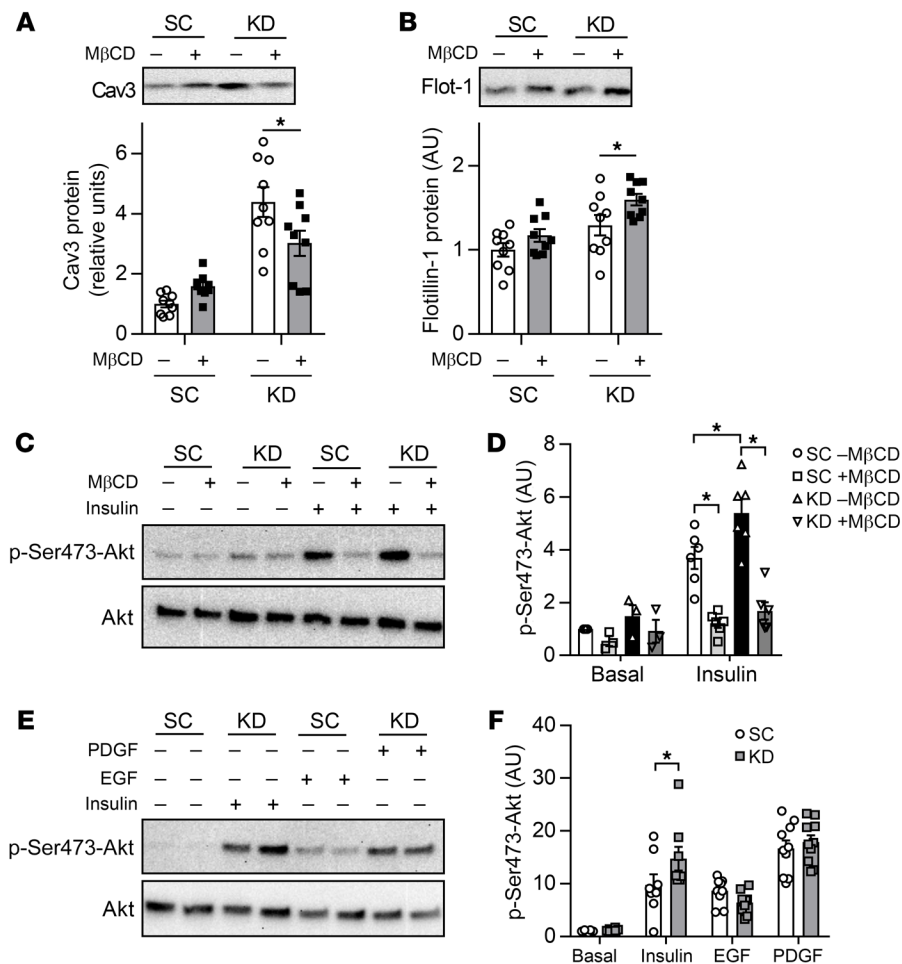 A
SC KD
MβCD – + – +
Cav3
Cav3 protein
(relative units)
6
4
2
0
*
MβCD – + – +
SC KD
B
SC KD
MβCD – + – +
Flot-1
Flotillin-1 protein (AU)
2
1
0
*
MβCD – + – +
SC KD
C
SC KD SC KD
MβCD – + – + – + – +
Insulin – – – – + + + +
p-Ser473-Akt
Akt
D
p-Ser473-Akt (AU)
8
6
4
2
0
* *
*
Basal Insulin
SC –MβCD
SC +MβCD
KD –MβCD
KD +MβCD
E
SC KD SC KD
PDGF – – – – – – + +
EGF – – – – + + – –
Insulin – – + + – – – –
p-Ser473-Akt
Akt
F
p-Ser473-Akt (AU)
40
30
20
10
0
*
Basal Insulin EGF PDGF
SC
KD